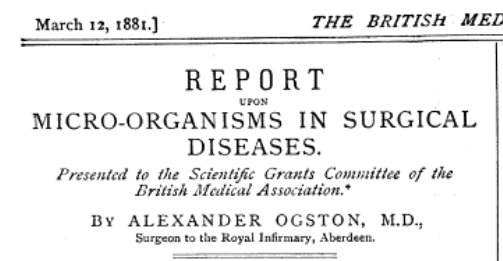 March 12, 1881.]
THE BRITISH MED
REPORT
UPON
MICRO-ORGANISMS IN SURGICAL
DISEASES.
Presented to the Scientific Grants Committee of the
British Medical Association.*
BY ALEXANDER OGSTON, M.D.,
Surgeon to the Royal Infirmary, Aberdeen.